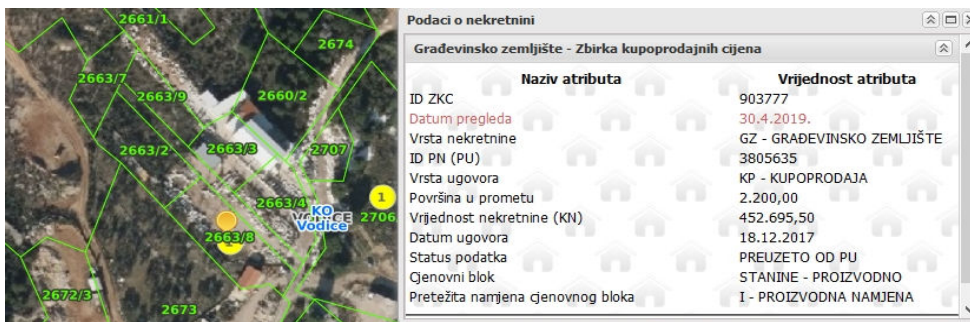 2661/1
2674
2663/7
2663/9
2660/2
2663/2
2663/3
2707
1
2663/4
KO
VODICE
Vodice
2706
2663/8
2672/3
2673
Podaci o nekretnini
Građevinsko zemljište - Zbirka kupoprodajnih cijena
Naziv atributa Vrijednost atributa
ID ZKC 903777
Datum pregleda 30.4.2019.
Vrsta nekretnine GZ - GRAĐEVINSKO ZEMLJIŠTE
ID PN (PU) 3805635
Vrsta ugovora KP - KUPOPRODAJA
Površina u prometu 2.200,00
Vrijednost nekretnine (KN) 452.695,50
Datum ugovora 18.12.2017
Status podatka PREUZETO OD PU
Cjenovni blok STANINE - PROIZVODNO
Pretežita namjena cjenovnog bloka I - PROIZVODNA NAMJENA